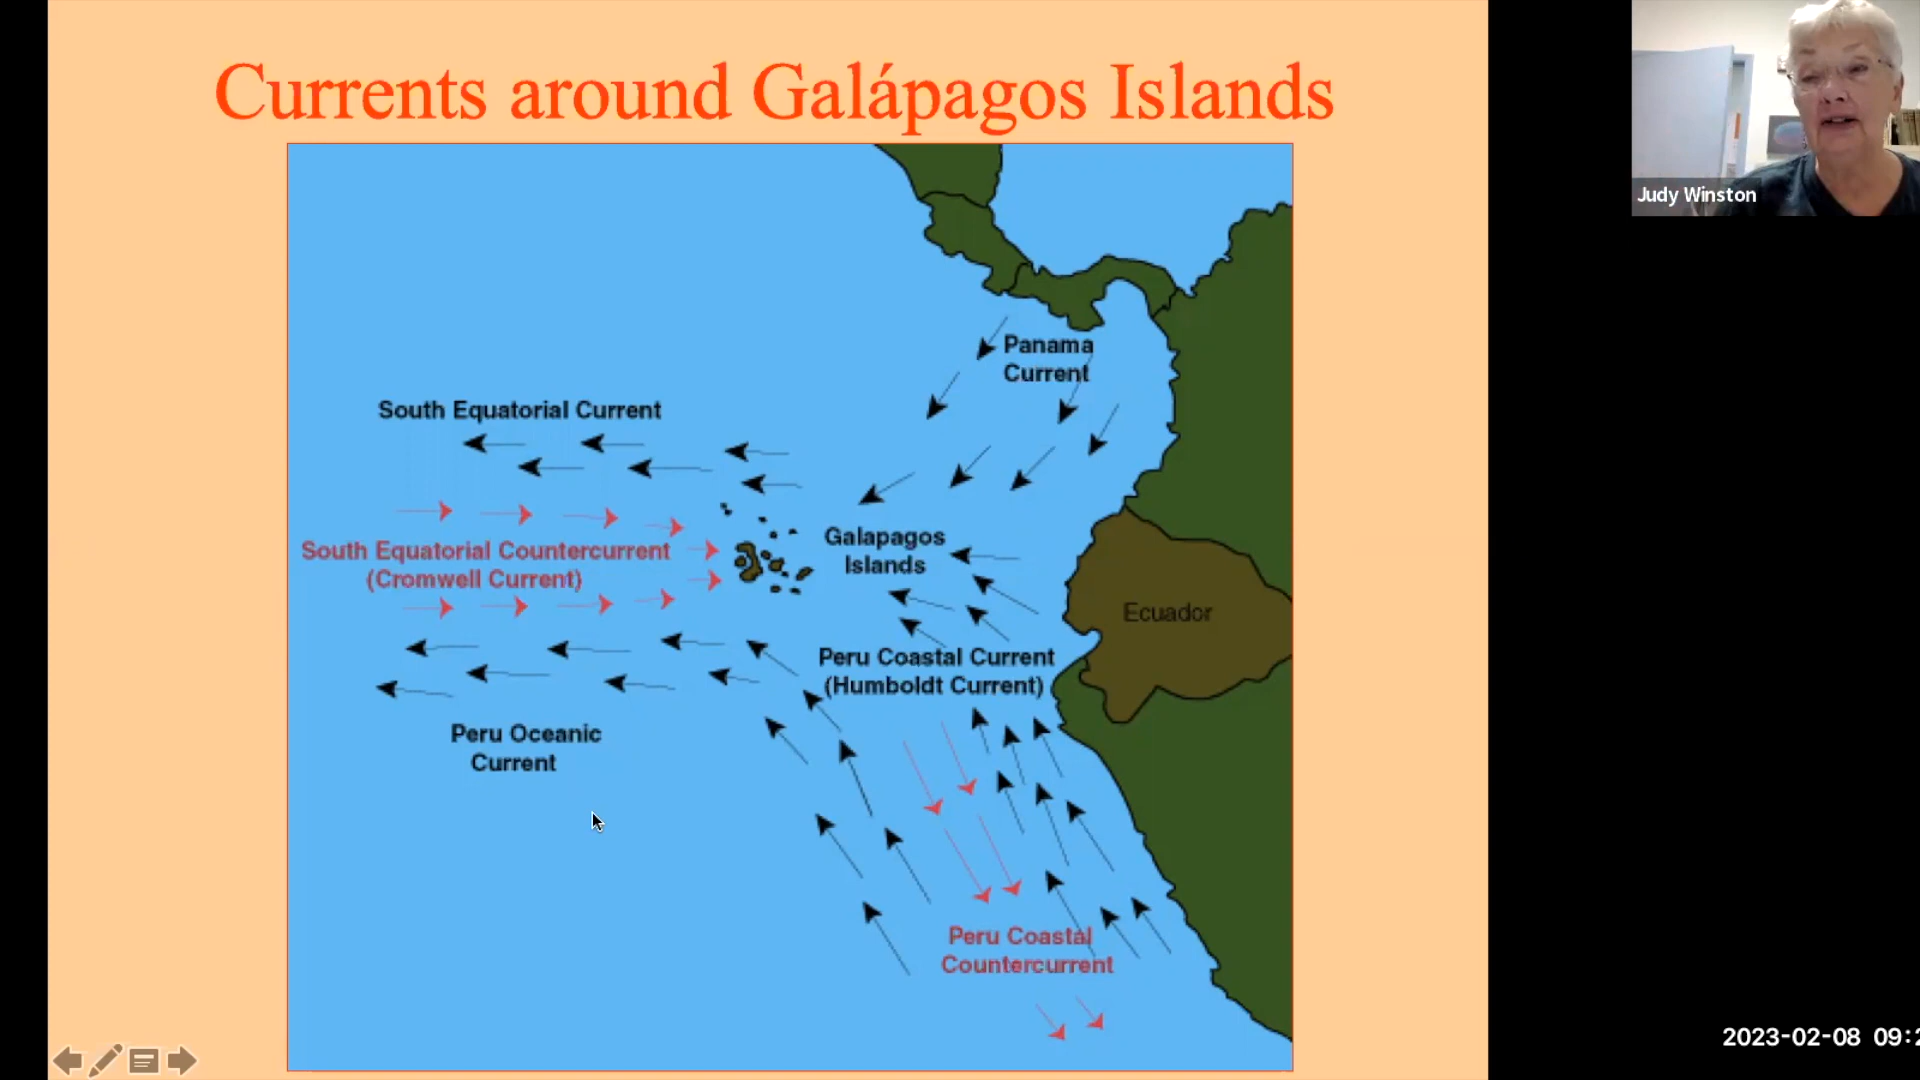 Currents around Galápagos Islands
Judy Winston
Panama
Current
South Equatorial Current
Galapagos
Islands
South Equatorial Countercurrent
(Cromwell Current)
Ecuador
Peru Coastal Current
(Humboldt Current)
Peru Oceanic
Current
Peru Coastal
Countercurrent
2023-02-08 09:2